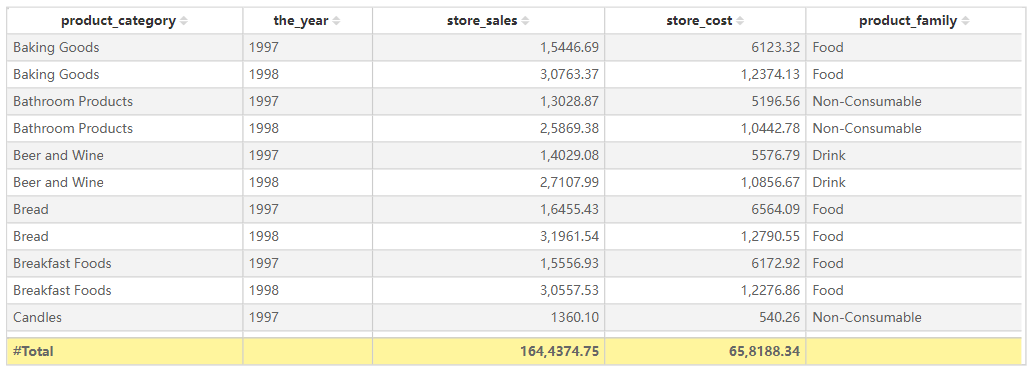 product_category the_year store_sales store_cost product_family
Baking Goods 1997 1,5446.69 6123.32 Food
Baking Goods 1998 3,0763.37 1,2374.13 Food
Bathroom Products 1997 1,3028.87 5196.56 Non-Consumable
Bathroom Products 1998 2,5869.38 1,0442.78 Non-Consumable
Beer and Wine 1997 1,4029.08 5576.79 Drink
Beer and Wine 1998 2,7107.99 1,0856.67 Drink
Bread 1997 1,6455.43 6564.09 Food
Bread 1998 3,1961.54 1,2790.55 Food
Breakfast Foods 1997 1,5556.93 6172.92 Food
Breakfast Foods 1998 3,0557.53 1,2276.86 Food
Candles 1997 1360.10 540.26 Non-Consumable
#Total 164,4374.75 65,8188.34